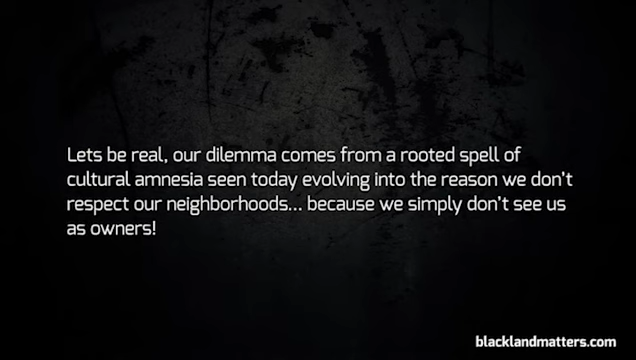 Lets be real, our dilemma comes from a rooted spell of
cultural amnesia seen today evolving into the reason we don't
respect our neighborhoods... because we simply don't see us
as owners!
blacklandmatters.com